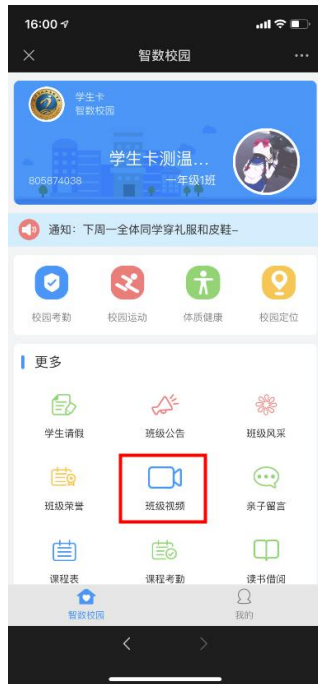 16:00
智数校园
学生卡
智数校园
学生卡测温...
805874038
一年级1班
通知：下周一全体同学穿礼服和皮鞋~
校园考勤 校园运动 体质健康 校园定位
更多
学生请假 班级公告 班级风采
班级荣誉 班级视频 亲子留言
课程表 课程考勤 读书借阅
智数校园 我的